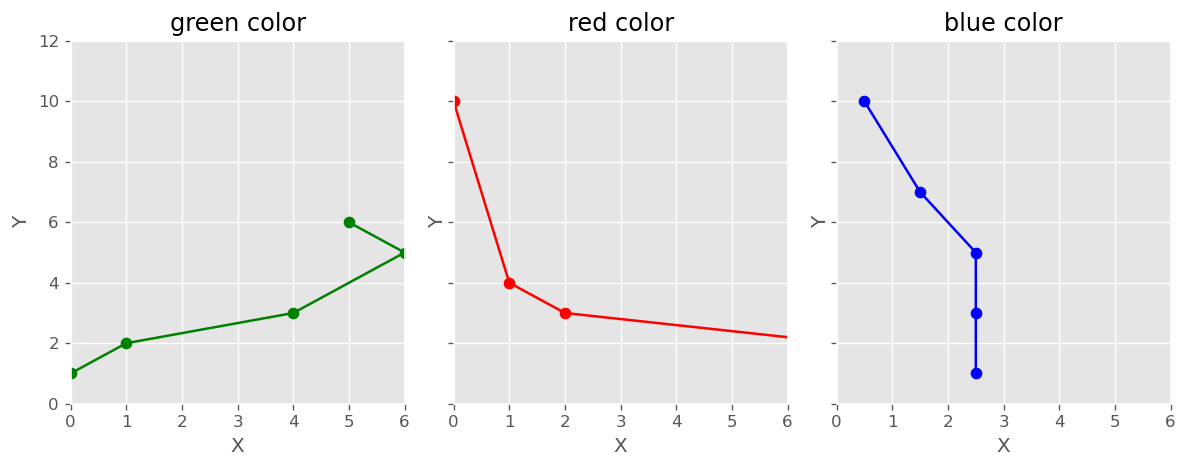 green color
red color
blue color
12
10
8
6
4
2
0
Y
Y
Y
0 1 2 3 4 5 6
0 1 2 3 4 5 6
0 1 2 3 4 5 6
X
X
X